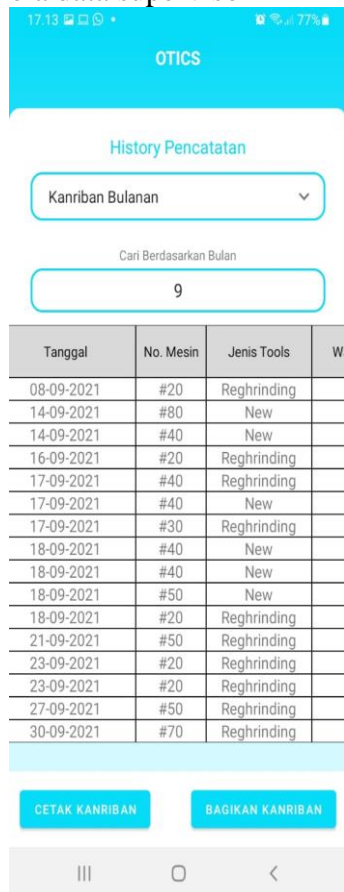 17.13 77%
OTICS
History Pencatatan
Kanriban Bulanan
Cari Berdasarkan Bulan
9
Tanggal No. Mesin Jenis Tools W
08-09-2021 #20 Reghrinding
14-09-2021 #80 New
14-09-2021 #40 New
16-09-2021 #20 Reghrinding
17-09-2021 #40 Reghrinding
17-09-2021 #40 New
17-09-2021 #30 Reghrinding
18-09-2021 #40 New
18-09-2021 #40 New
18-09-2021 #50 New
18-09-2021 #20 Reghrinding
21-09-2021 #50 Reghrinding
23-09-2021 #20 Reghrinding
23-09-2021 #20 Reghrinding
27-09-2021 #50 Reghrinding
30-09-2021 #70 Reghrinding
CETAK KANRIBAN BAGIKAN KANRIBAN